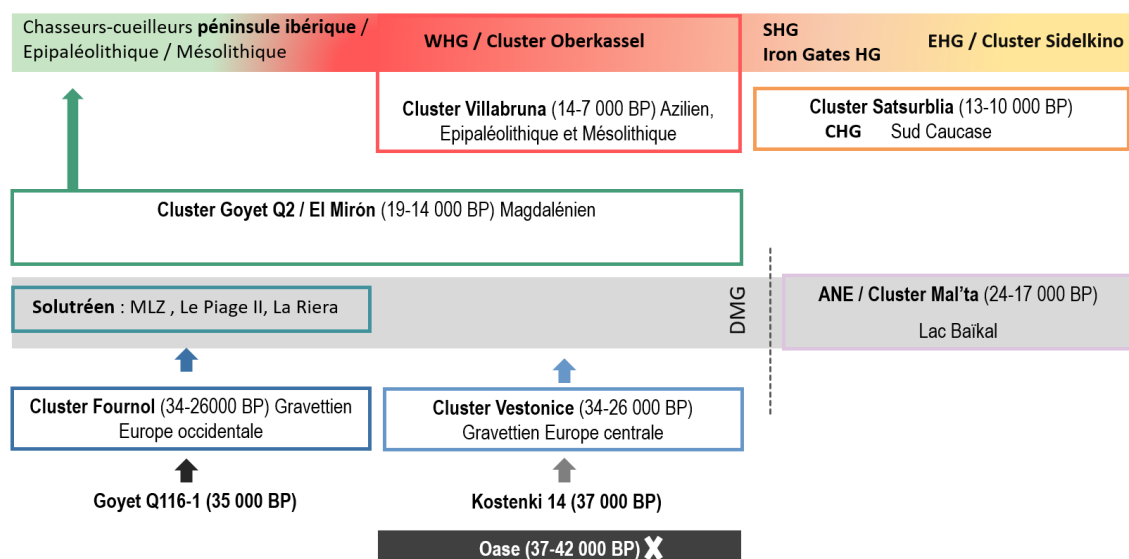 Chasseurs-cueilleurs péninsule ibérique /
Epipaléolithique / Mésolithique
WHG / Cluster Oberkassel
SHG
Iron Gates HG
EHG / Cluster Sidelkino
Cluster Villabruna (14-7 000 BP) Azilien,
Epipaléolithique et Mésolithique
Cluster Satsurblia (13-10 000 BP)
CHG Sud Caucase
Cluster Goyet Q2 / El Mirón (19-14 000 BP) Magdalénien
Solutréen : MLZ , Le Piage II, La Riera
DMG
ANE / Cluster Mal’ta (24-17 000 BP)
Lac Baïkal
Cluster Fournol (34-26000 BP) Gravettien
Europe occidentale
Cluster Vestonice (34-26 000 BP)
Gravettien Europe centrale
Goyet Q116-1 (35 000 BP)
Kostenki 14 (37 000 BP)
Oase (37-42 000 BP)